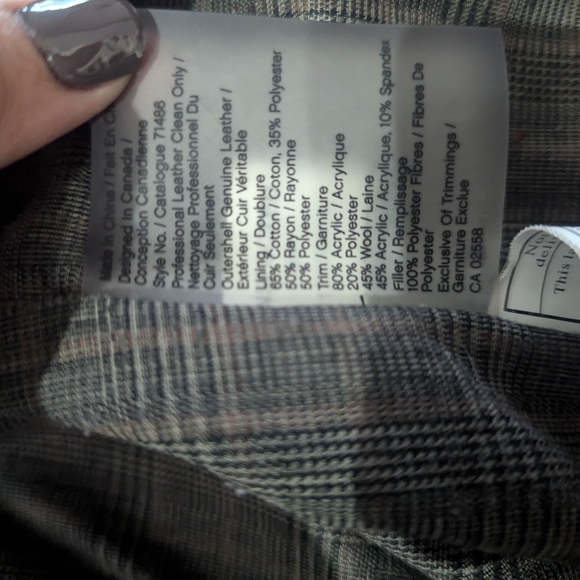 Made in China / Fait En
Designed In Canada /
Conception Canadienne
Style No. / Catalogue 71486
Professional Leather Clean Only /
Nettoyage Professionnel Du
Cuir Seulement
Outershell Genuine Leather /
Extérieur Cuir Véritable
Lining / Doublure
65% Cotton / Coton, 35% Polyester
50% Rayon / Rayonne
50% Polyester
Trim / Garniture
80% Acrylic / Acrylique
20% Polyester
45% Wool / Laine
45% Acrylic / Acrylique, 10% Spandex
Filler / Remplissage
100% Polyester Fibres / Fibres De
Polyester
Exclusive Of Trimmings /
Garniture Exclue
CA 02558
This